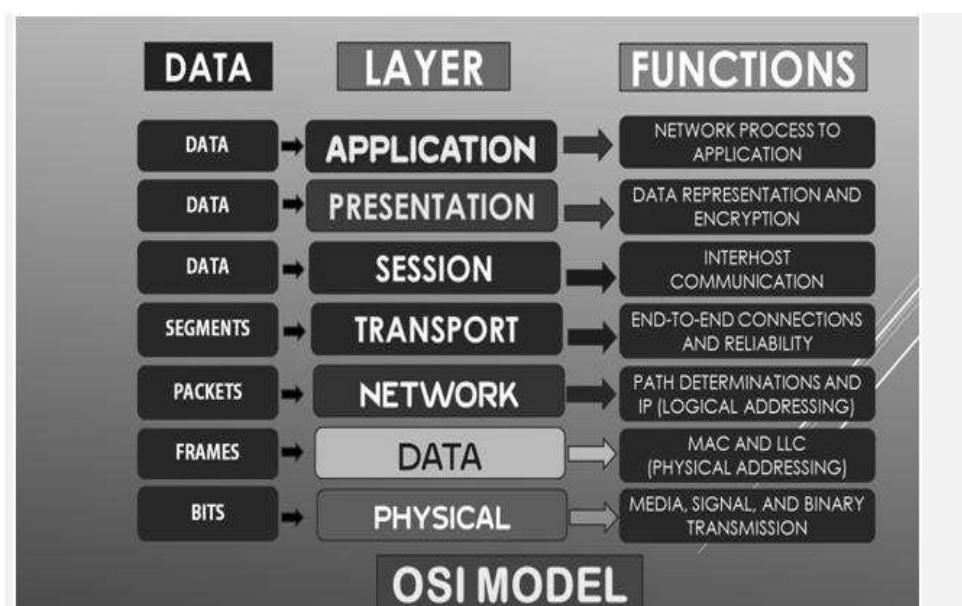 DATA LAYER FUNCTIONS
DATA APPLICATION NETWORK PROCESS TO
APPLICATION
DATA PRESENTATION DATA REPRESENTATION AND
ENCRYPTION
DATA SESSION INTERHOST
COMMUNICATION
SEGMENTS TRANSPORT END-TO-END CONNECTIONS
AND RELIABILITY
PACKETS NETWORK PATH DETERMINATIONS AND
IP (LOGICAL ADDRESSING)
FRAMES DATA MAC AND LLC
(PHYSICAL ADDRESSING)
BITS PHYSICAL MEDIA, SIGNAL, AND BINARY
TRANSMISSION
OSI MODEL